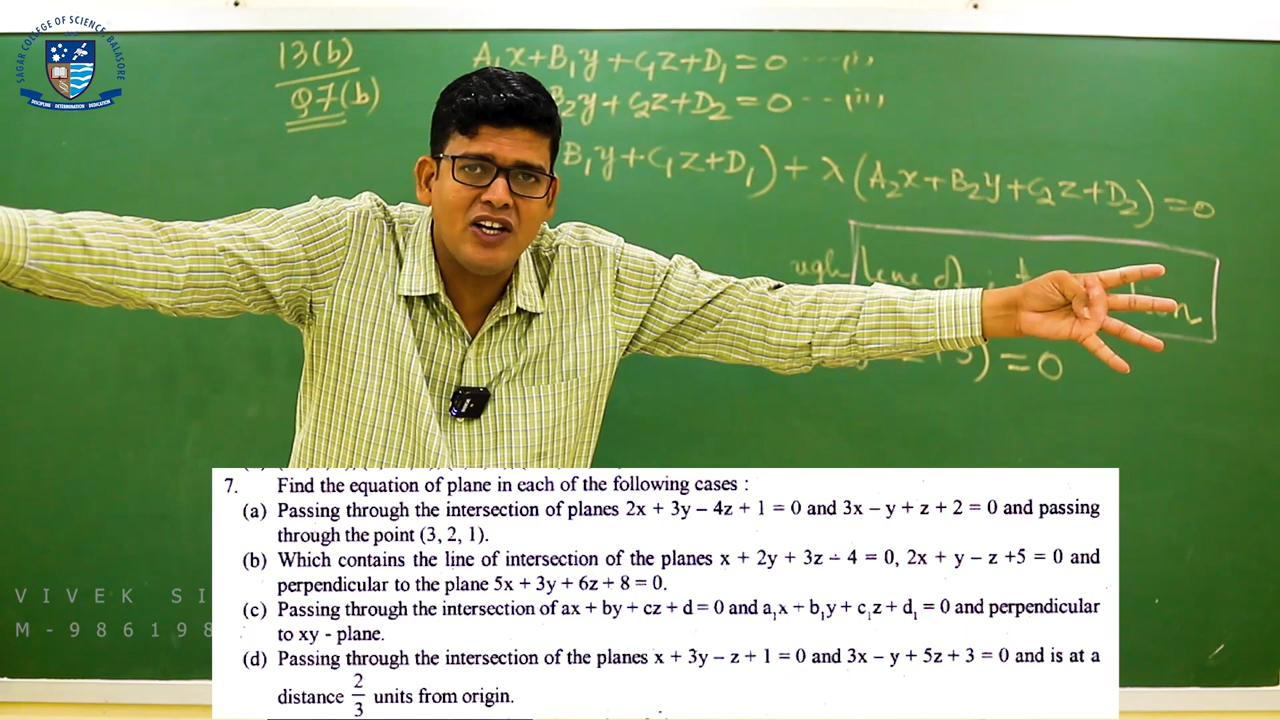 SAGAR COLLEGE OF SCIENCE, BALASORE
DISCIPLINE DETERMINATION DEDICATION
13(b)
Q7(b)
A₁x+B₁y+C₁z+D₁=0 ---(i)
B₂y+C₂z+D₂=0 ---(ii)
B₁y+C₁z+D₁)+λ(A₂x+B₂y+C₂z+D₂)=0
line of
)=0
VIVEK SI
M-986198
7. Find the equation of plane in each of the following cases :
(a) Passing through the intersection of planes 2x + 3y – 4z + 1 = 0 and 3x – y + z + 2 = 0 and passing
through the point (3, 2, 1).
(b) Which contains the line of intersection of the planes x + 2y + 3z – 4 = 0, 2x + y – z +5 = 0 and
perpendicular to the plane 5x + 3y + 6z + 8 = 0.
(c) Passing through the intersection of ax + by + cz + d = 0 and a₁x + b₁y + c₁z + d₁ = 0 and perpendicular
to xy - plane.
(d) Passing through the intersection of the planes x + 3y – z + 1 = 0 and 3x – y + 5z + 3 = 0 and is at a
distance 2/3 units from origin.